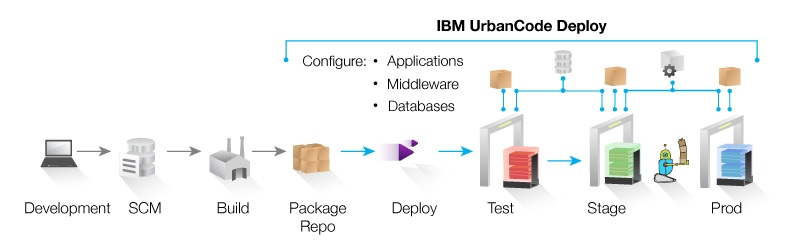 IBM UrbanCode Deploy
Configure: • Applications
• Middleware
• Databases
Development SCM Build Package Repo Deploy Test Stage Prod